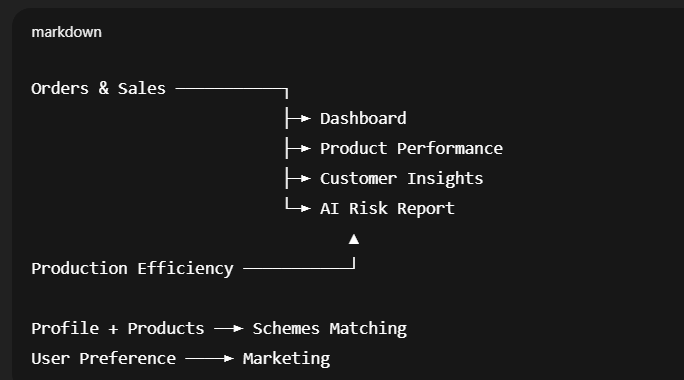 markdown
Orders & Sales ────────────┐
                           ├─► Dashboard
                           ├─► Product Performance
                           ├─► Customer Insights
                           └─► AI Risk Report
                                  ▲
Production Efficiency ────────────┘
Profile + Products ──► Schemes Matching
User Preference ────► Marketing